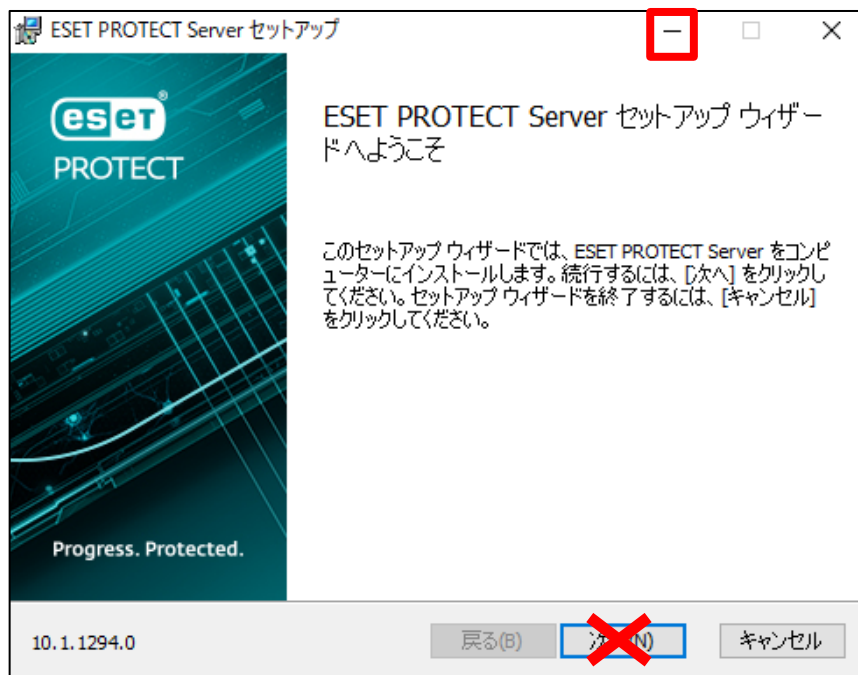 ESET PROTECT Server セットアップ
eseт®
PROTECT
ESET PROTECT Server セットアップ ウィザー
ドへようこそ
このセットアップ ウィザードでは、ESET PROTECT Server をコンピ
ューターにインストールします。続行するには、[次へ] をクリックし
てください。セットアップ ウィザードを終了するには、[キャンセル]
をクリックしてください。
Progress. Protected.
10.1.1294.0
戻る(B)
次へ(N)
キャンセル